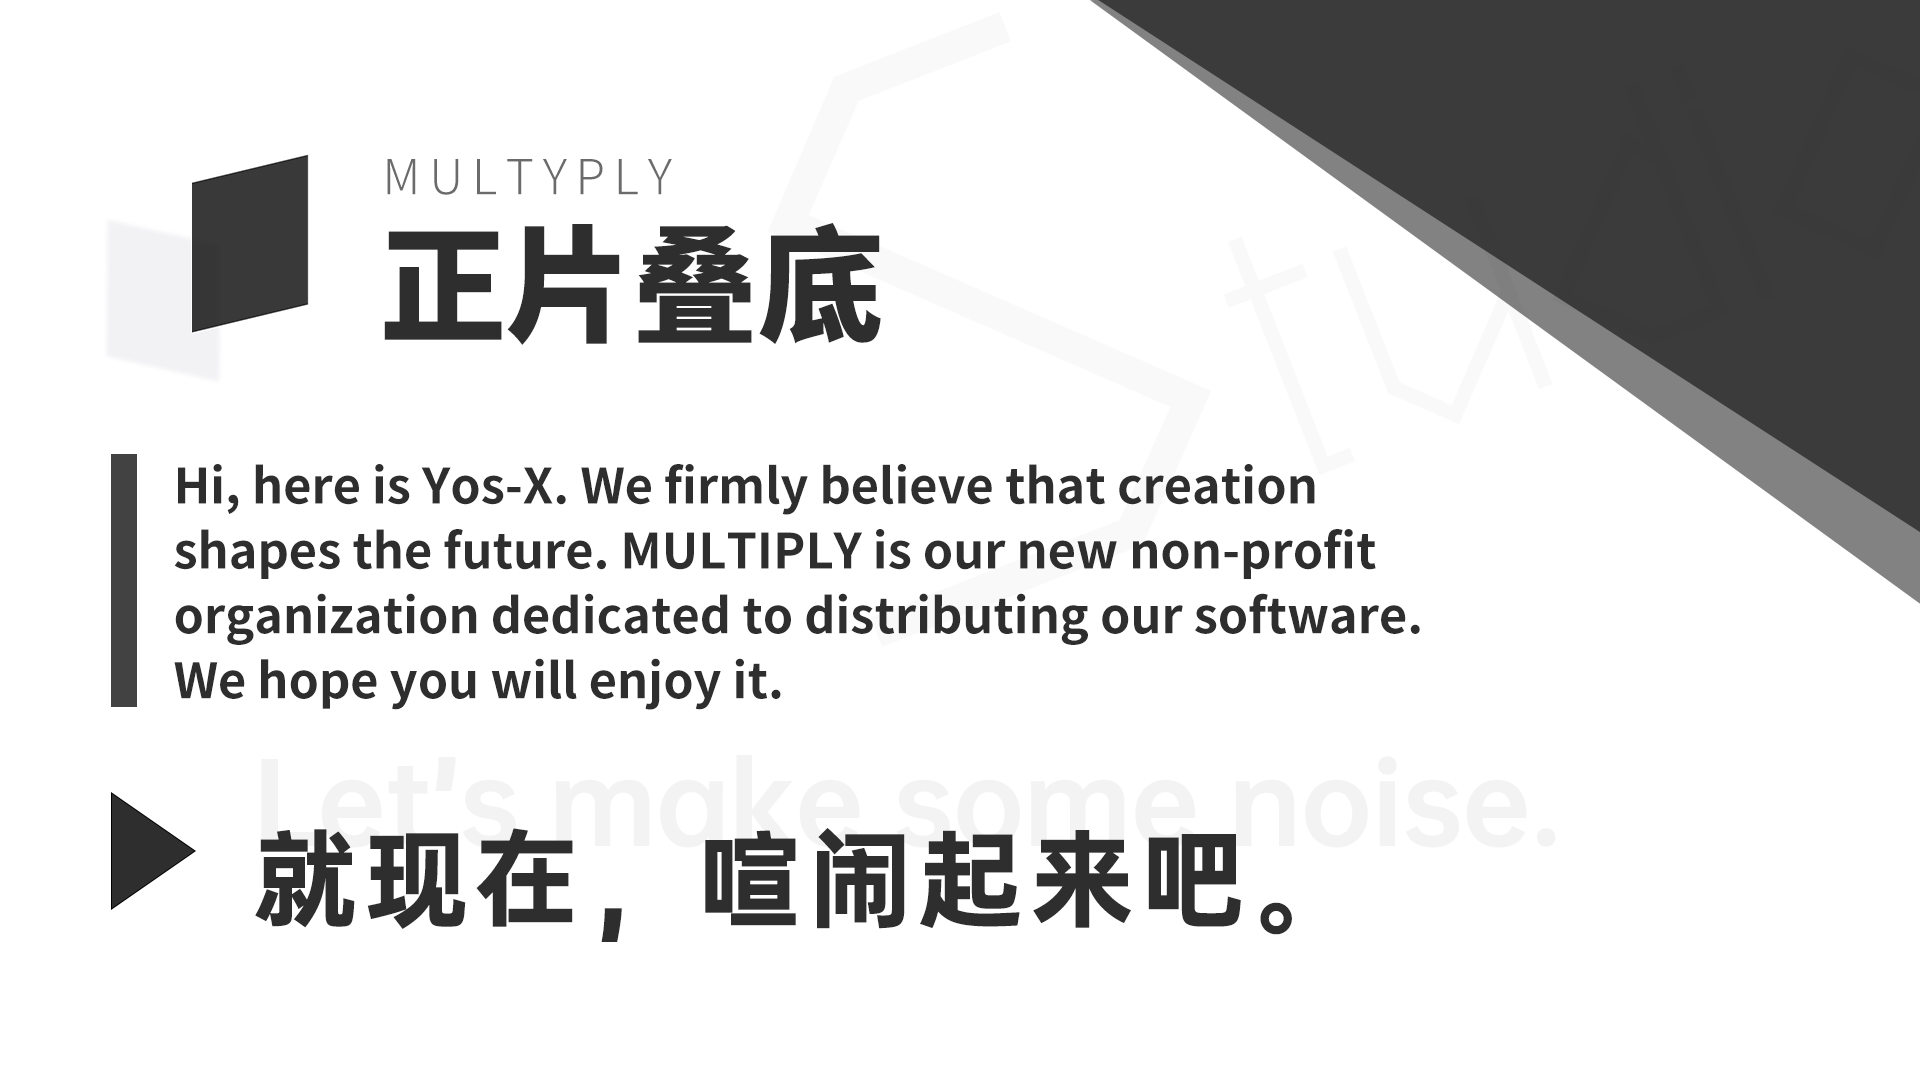 MULTYPLY
正片叠底
Hi, here is Yos-X. We firmly believe that creation
shapes the future. MULTIPLY is our new non-profit
organization dedicated to distributing our software.
We hope you will enjoy it.
Let's make some noise.
就现在，喧闹起来吧。